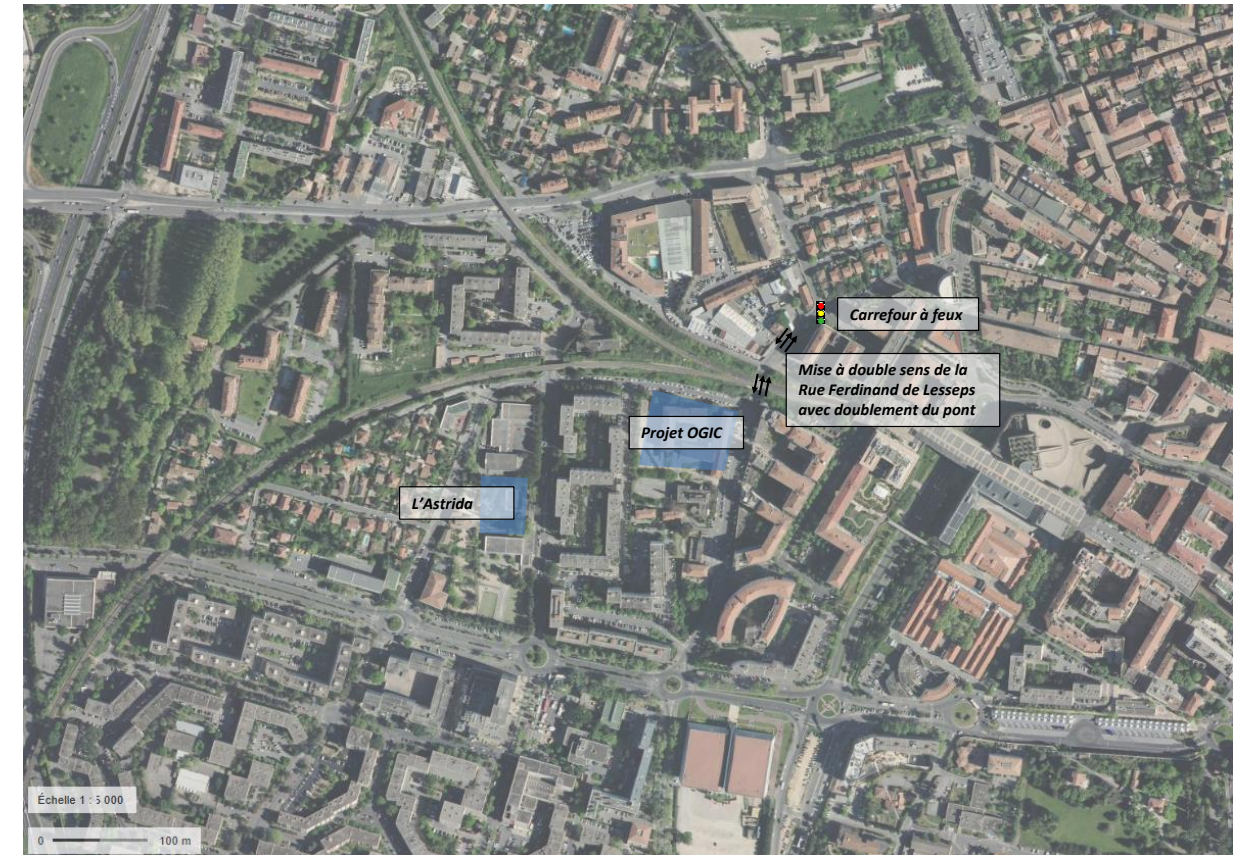 Carrefour à feux
Mise à double sens de la
Rue Ferdinand de Lesseps
avec doublement du pont
Projet OGIC
L'Astrida
Échelle 1 : 5 000
0 100 m